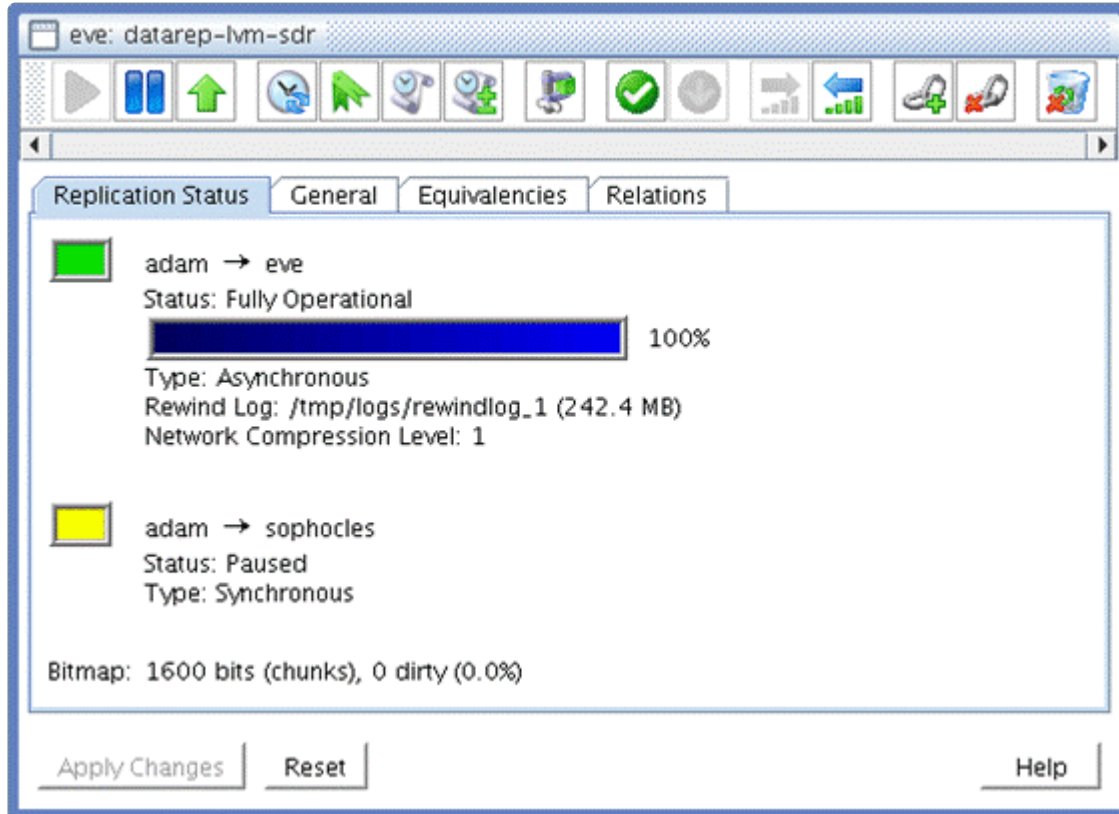 eve: datarep-lvm-sdr
Replication Status General Equivalencies Relations
adam → eve
Status: Fully Operational
100%
Type: Asynchronous
Rewind Log: /tmp/logs/rewindlog_1 (242.4 MB)
Network Compression Level: 1
adam → sophocles
Status: Paused
Type: Synchronous
Bitmap: 1600 bits (chunks), 0 dirty (0.0%)
Apply Changes Reset Help